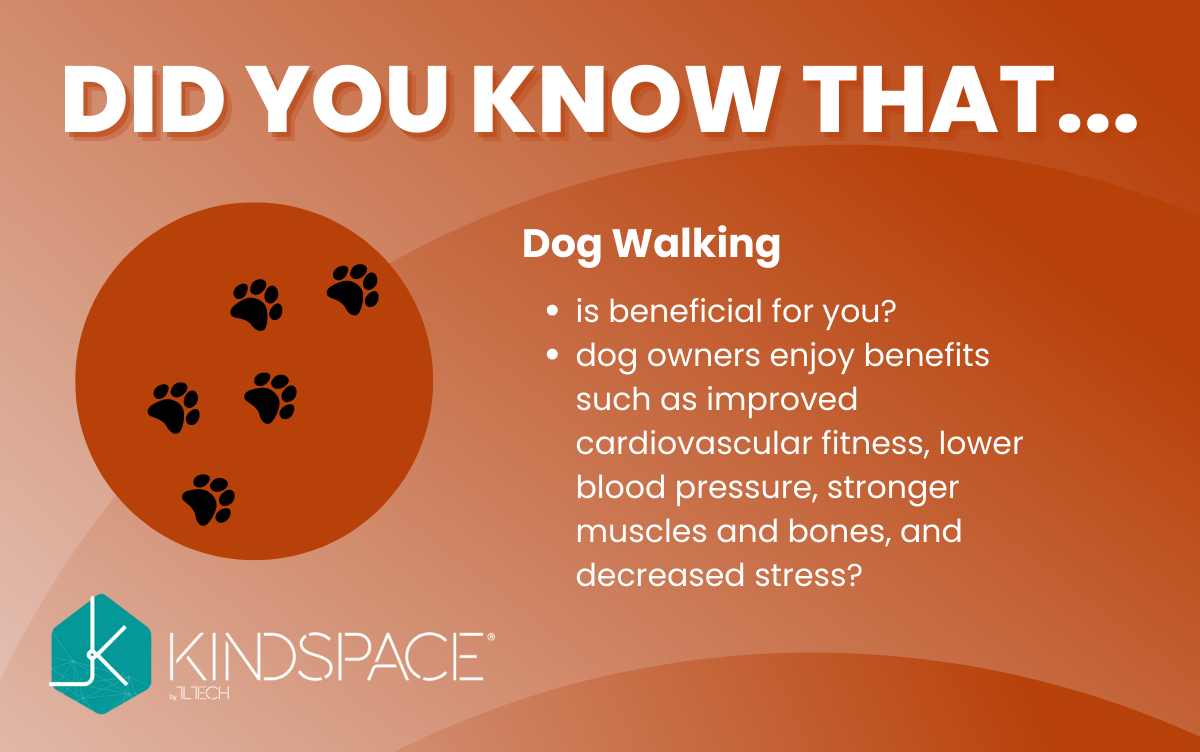 DID YOU KNOW THAT...
Dog Walking
• is beneficial for you?
• dog owners enjoy benefits
such as improved
cardiovascular fitness, lower
blood pressure, stronger
muscles and bones, and
decreased stress?
KINDSPACE®
by TLTECH